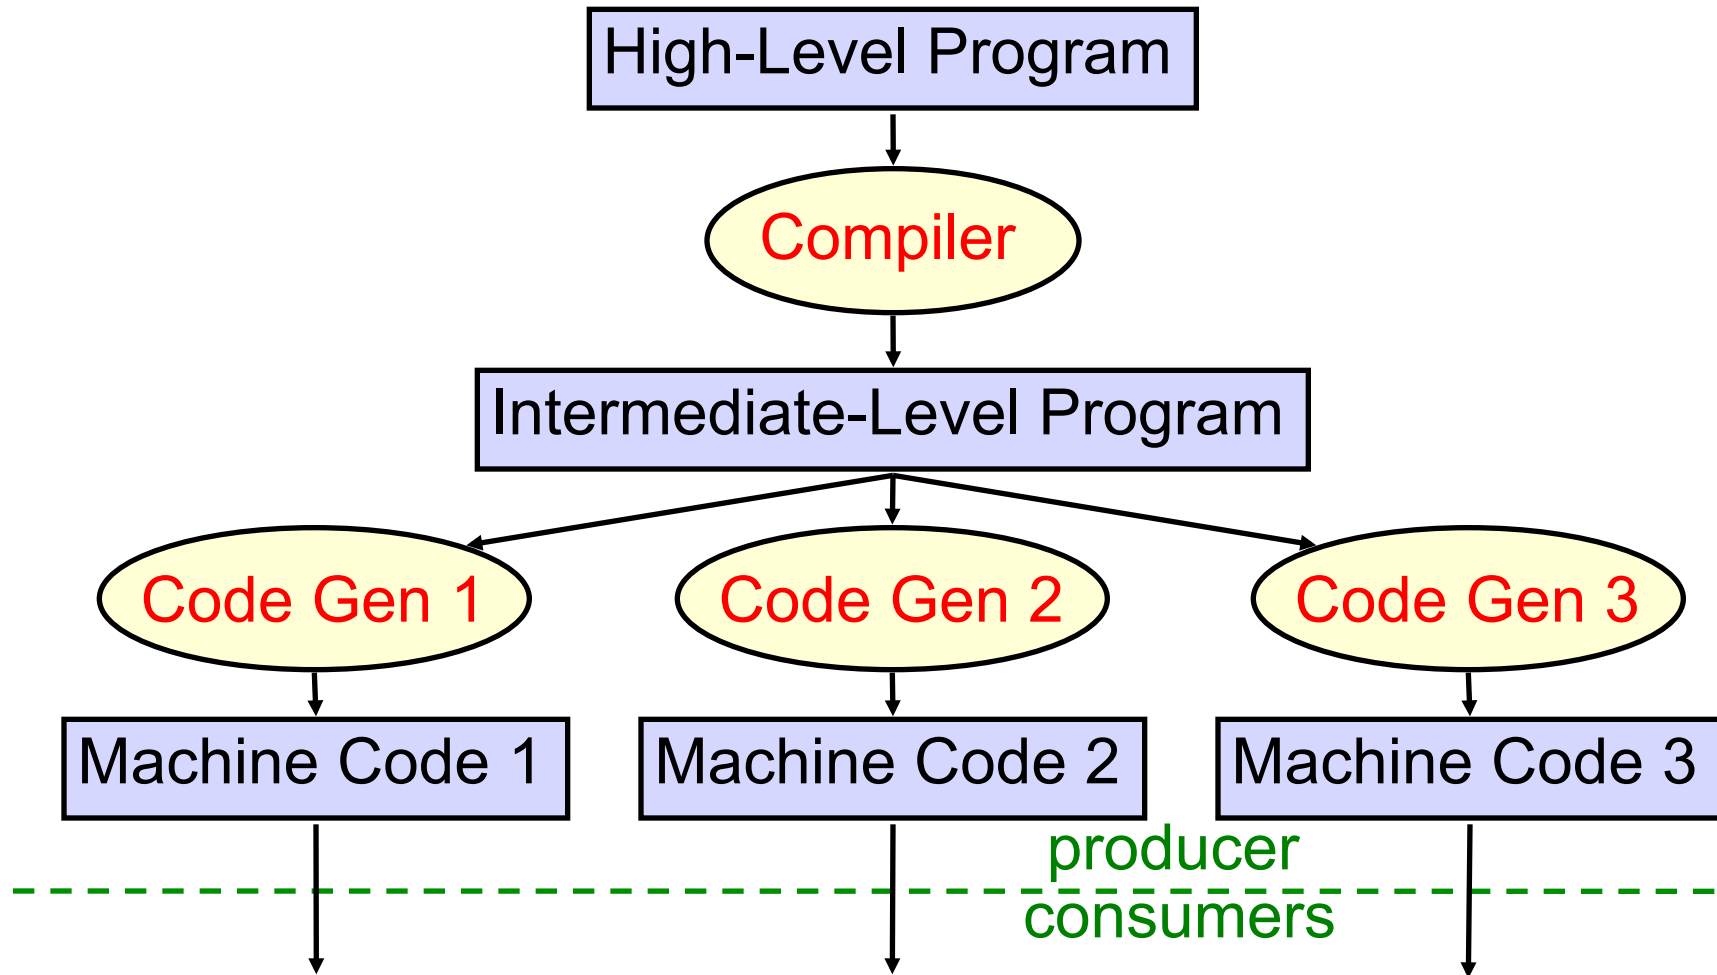 High-Level Program
Compiler
Intermediate-Level Program
Code Gen 1
Code Gen 2
Code Gen 3
Machine Code 1
Machine Code 2
Machine Code 3
producer
consumers